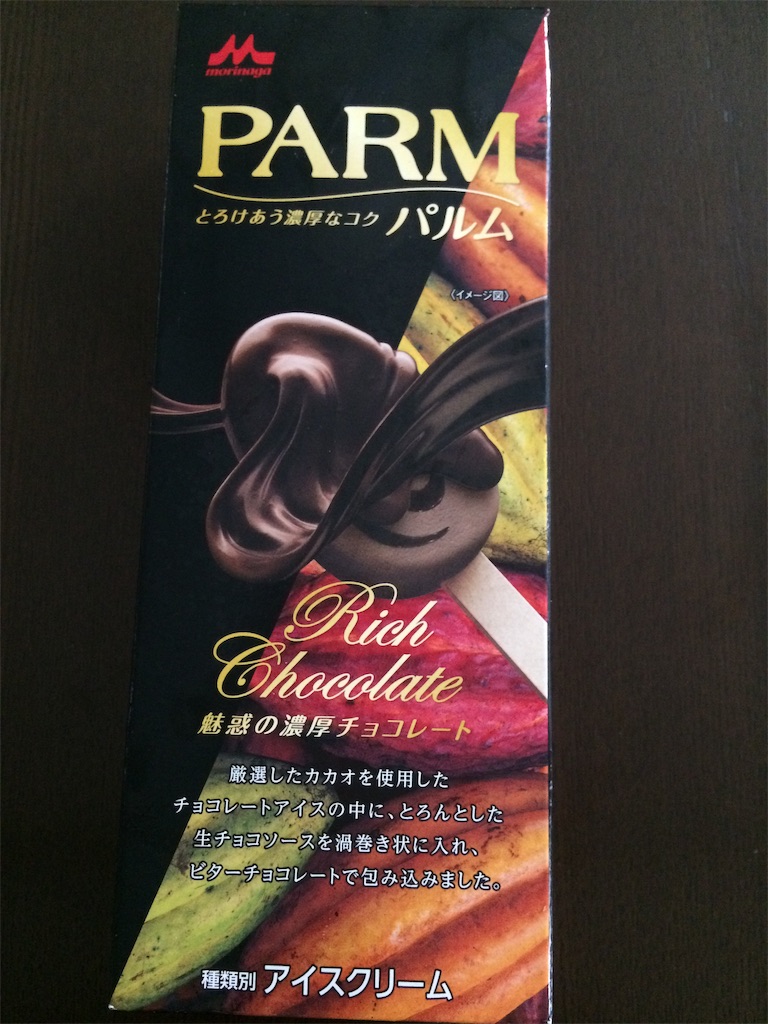 morinaga
PARM
とろけあう濃厚なコク パルム
〈イメージ図〉
Rich
Chocolate
魅惑の濃厚チョコレート
厳選したカカオを使用した
チョコレートアイスの中に、とろんとした
生チョコソースを渦巻き状に入れ、
ビターチョコレートで包み込みました。
種類別 アイスクリーム